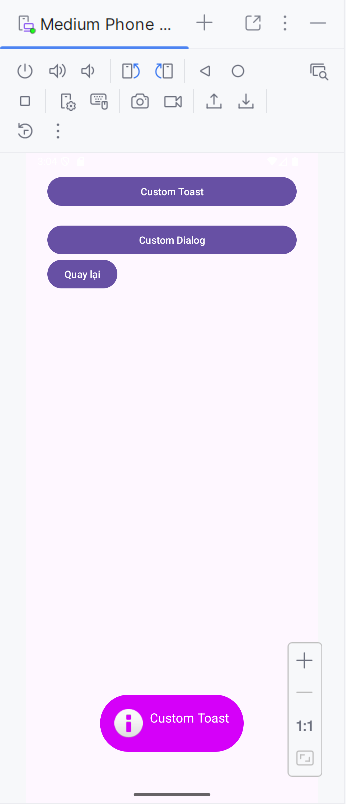 Medium Phone ...
Custom Toast
Custom Dialog
Quay lại
Custom Toast
1:1